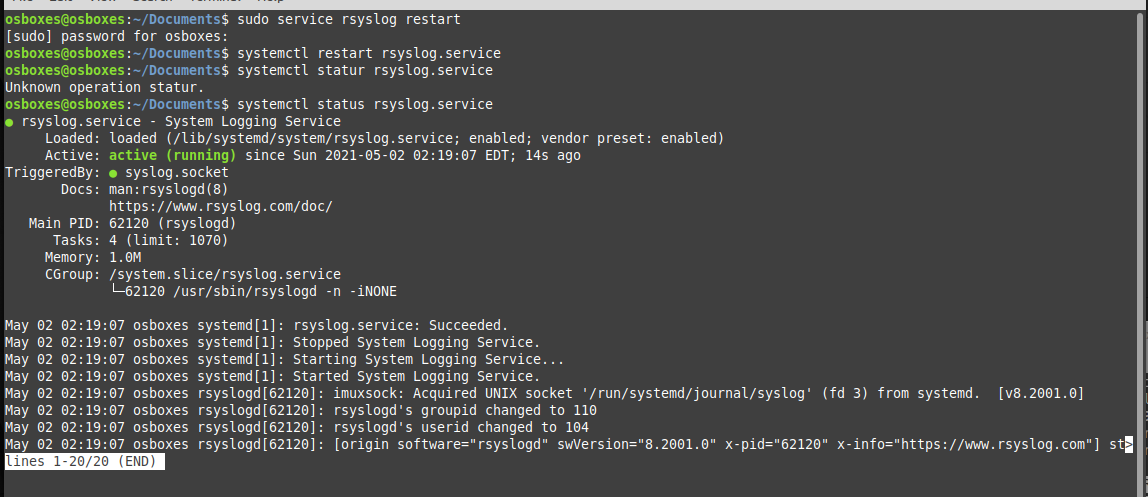 osboxes@osboxes:~/Documents$ sudo service rsyslog restart
[sudo] password for osboxes:
osboxes@osboxes:~/Documents$ systemctl restart rsyslog.service
osboxes@osboxes:~/Documents$ systemctl statur rsyslog.service
Unknown operation statur.
osboxes@osboxes:~/Documents$ systemctl status rsyslog.service
● rsyslog.service - System Logging Service
     Loaded: loaded (/lib/systemd/system/rsyslog.service; enabled; vendor preset: enabled)
     Active: active (running) since Sun 2021-05-02 02:19:07 EDT; 14s ago
TriggeredBy: ● syslog.socket
       Docs: man:rsyslogd(8)
             https://www.rsyslog.com/doc/
   Main PID: 62120 (rsyslogd)
      Tasks: 4 (limit: 1070)
     Memory: 1.0M
     CGroup: /system.slice/rsyslog.service
             └─62120 /usr/sbin/rsyslogd -n -iNONE
May 02 02:19:07 osboxes systemd[1]: rsyslog.service: Succeeded.
May 02 02:19:07 osboxes systemd[1]: Stopped System Logging Service.
May 02 02:19:07 osboxes systemd[1]: Starting System Logging Service...
May 02 02:19:07 osboxes systemd[1]: Started System Logging Service.
May 02 02:19:07 osboxes rsyslogd[62120]: imuxsock: Acquired UNIX socket '/run/systemd/journal/syslog' (fd 3) from systemd.  [v8.2001.0]
May 02 02:19:07 osboxes rsyslogd[62120]: rsyslogd's groupid changed to 110
May 02 02:19:07 osboxes rsyslogd[62120]: rsyslogd's userid changed to 104
May 02 02:19:07 osboxes rsyslogd[62120]: [origin software="rsyslogd" swVersion="8.2001.0" x-pid="62120" x-info="https://www.rsyslog.com"] st>
lines 1-20/20 (END)